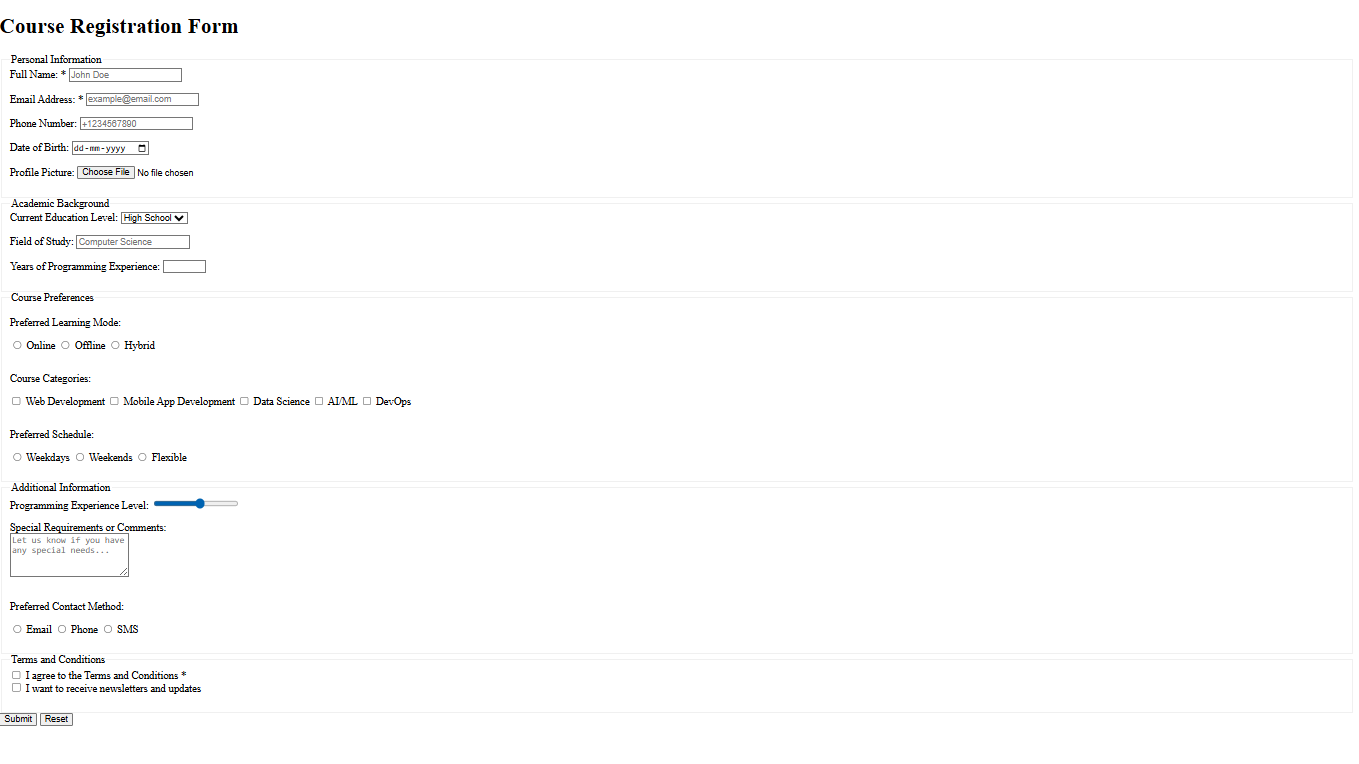 Course Registration Form
Personal Information
Full Name: * John Doe
Email Address: * example@email.com
Phone Number: +1234567890
Date of Birth: dd-mm-yyyy
Profile Picture: Choose File No file chosen
Academic Background
Current Education Level: High School
Field of Study: Computer Science
Years of Programming Experience:
Course Preferences
Preferred Learning Mode:
Online Offline Hybrid
Course Categories:
Web Development Mobile App Development Data Science AI/ML DevOps
Preferred Schedule:
Weekdays Weekends Flexible
Additional Information
Programming Experience Level:
Special Requirements or Comments:
Let us know if you have
any special needs...
Preferred Contact Method:
Email Phone SMS
Terms and Conditions
I agree to the Terms and Conditions *
I want to receive newsletters and updates
Submit Reset